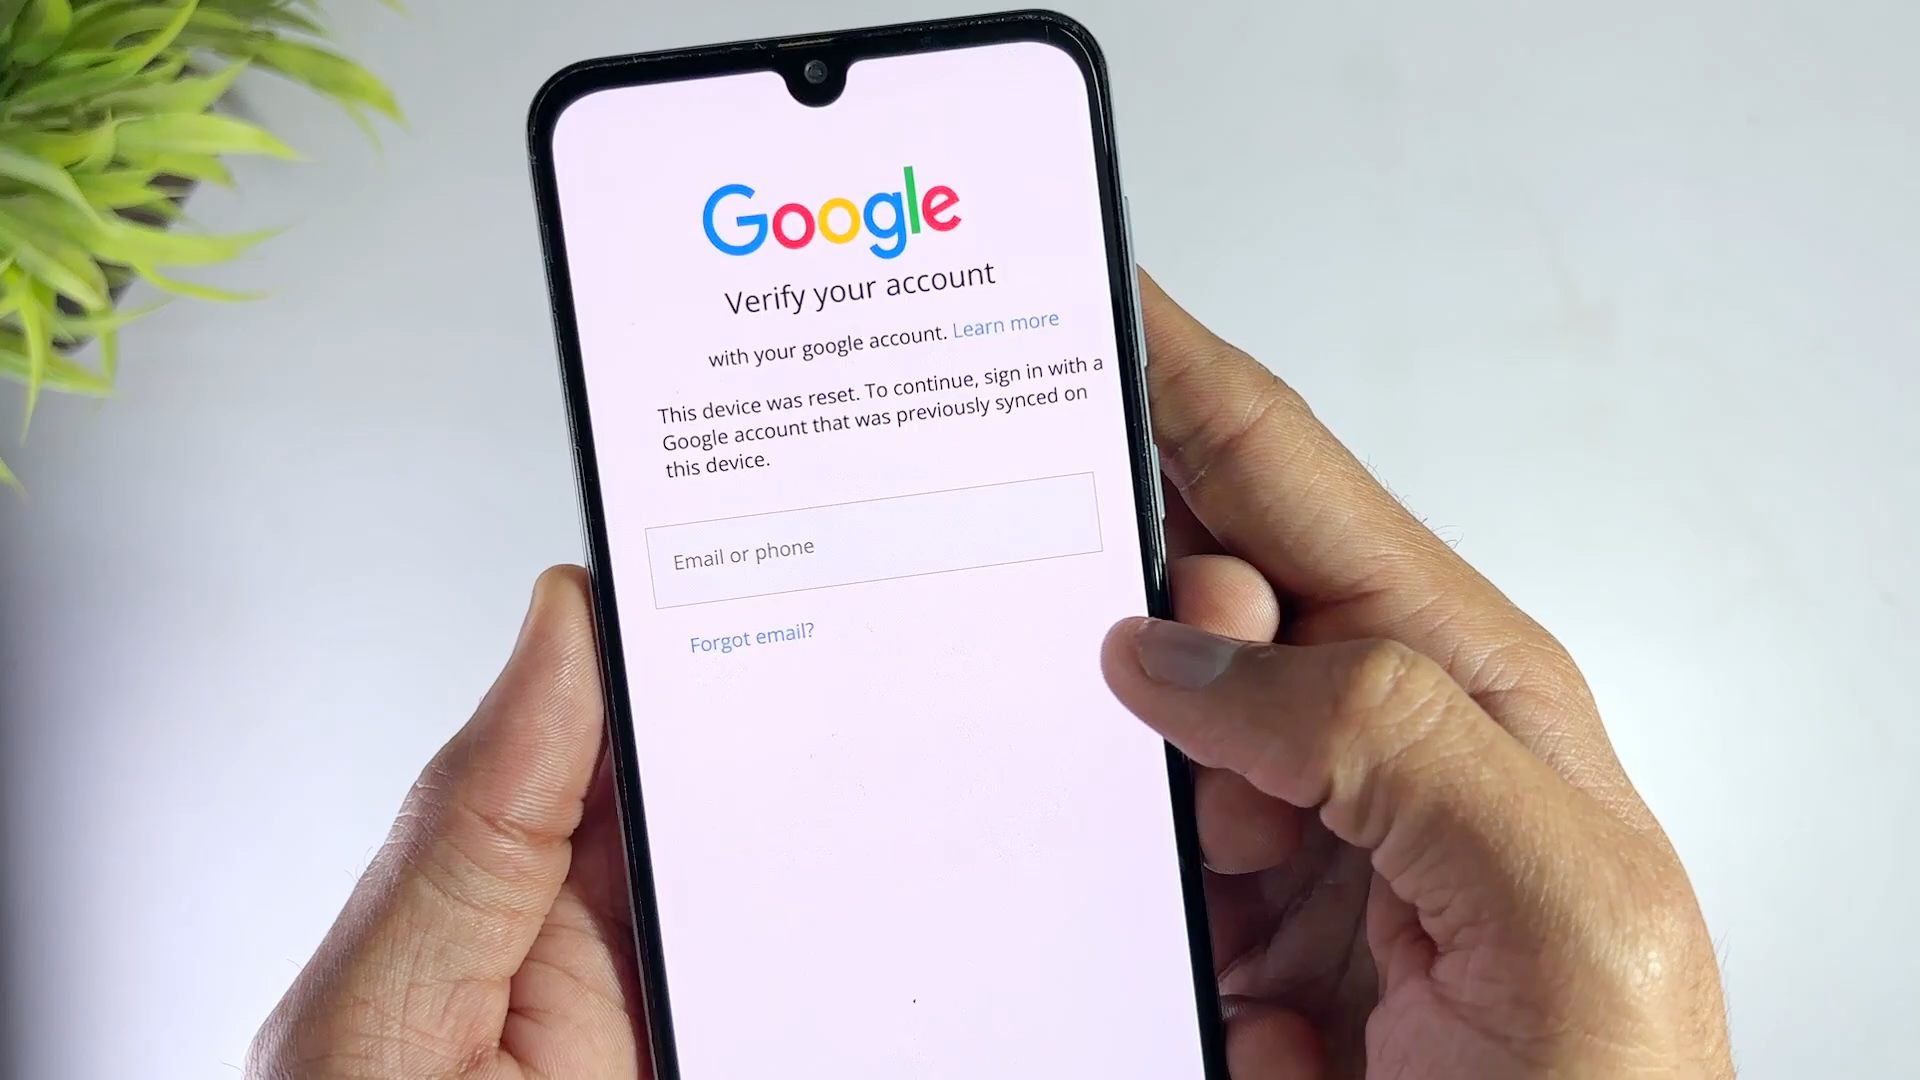 Google
Verify your account
with your google account. Learn more
This device was reset. To continue, sign in with a
Google account that was previously synced on
this device.
Email or phone
Forgot email?